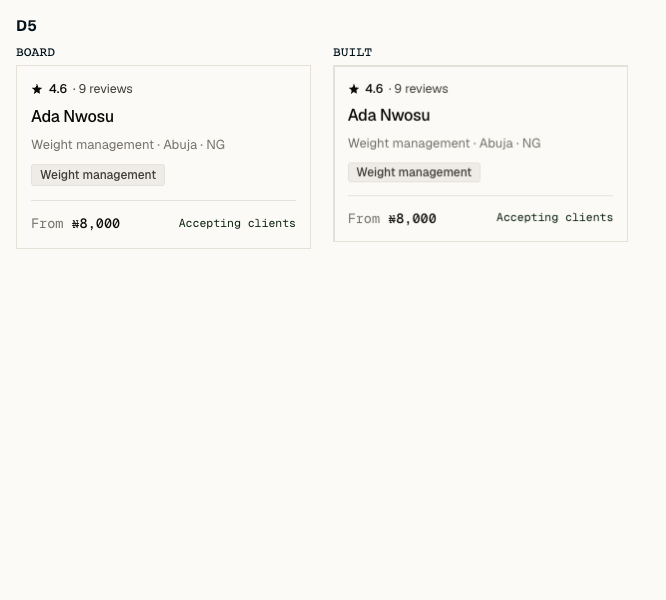 D5
BOARD
★ 4.6 · 9 reviews
Ada Nwosu
Weight management · Abuja · NG
Weight management
From ₦8,000 Accepting clients
BUILT
★ 4.6 · 9 reviews
Ada Nwosu
Weight management · Abuja · NG
Weight management
From ₦8,000 Accepting clients